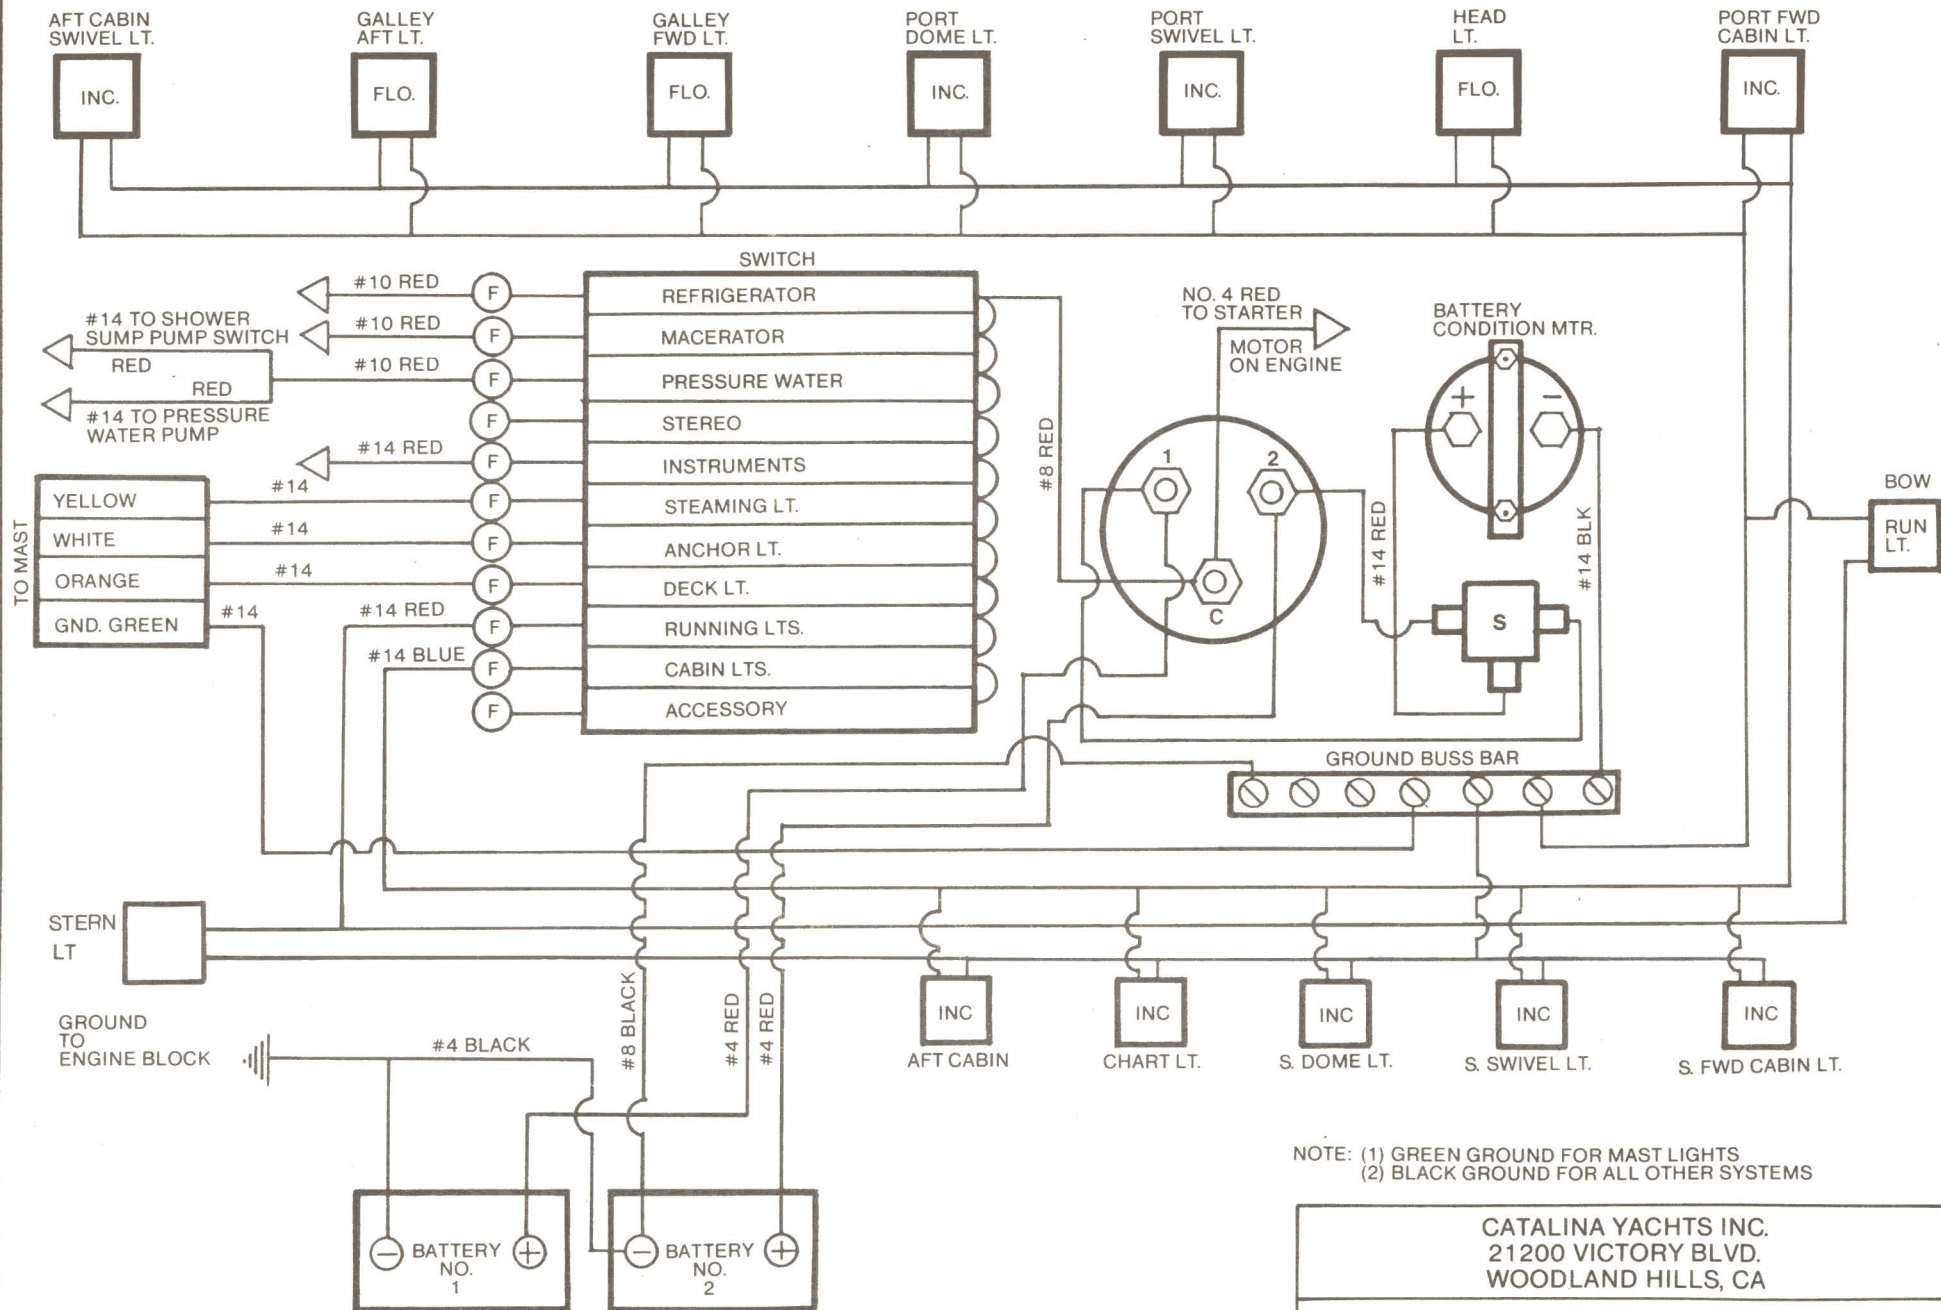 AFT CABIN
SWIVEL LT.
GALLEY
AFT LT.
GALLEY
FWD LT.
PORT
DOME LT.
PORT
SWIVEL LT.
HEAD
LT.
PORT FWD
CABIN LT.
INC.
FLO.
FLO.
INC.
INC.
FLO.
INC.
SWITCH
#10 RED
F
REFRIGERATOR
#14 TO SHOWER
SUMP PUMP SWITCH
#10 RED
F
MACERATOR
RED
#10 RED
F
PRESSURE WATER
RED
#14 TO PRESSURE
WATER PUMP
F
STEREO
#14 RED
F
INSTRUMENTS
TO MAST
YELLOW
#14
F
STEAMING LT.
WHITE
#14
F
ANCHOR LT.
ORANGE
#14
F
DECK LT.
GND. GREEN
#14
#14 RED
F
RUNNING LTS.
#14 BLUE
F
CABIN LTS.
F
ACCESSORY
#8 RED
NO. 4 RED
TO STARTER
MOTOR
ON ENGINE
1
2
C
BATTERY
CONDITION MTR.
+
−
#14 RED
#14 BLK
S
BOW
RUN
LT.
GROUND BUSS BAR
STERN
LT
#8 BLACK
#4 RED
#4 RED
INC
INC
INC
INC
INC
AFT CABIN
CHART LT.
S. DOME LT.
S. SWIVEL LT.
S. FWD CABIN LT.
GROUND
TO
ENGINE BLOCK
#4 BLACK
− BATTERY +
NO.
1
− BATTERY +
NO.
2
NOTE: (1) GREEN GROUND FOR MAST LIGHTS
(2) BLACK GROUND FOR ALL OTHER SYSTEMS
CATALINA YACHTS INC.
21200 VICTORY BLVD.
WOODLAND HILLS, CA